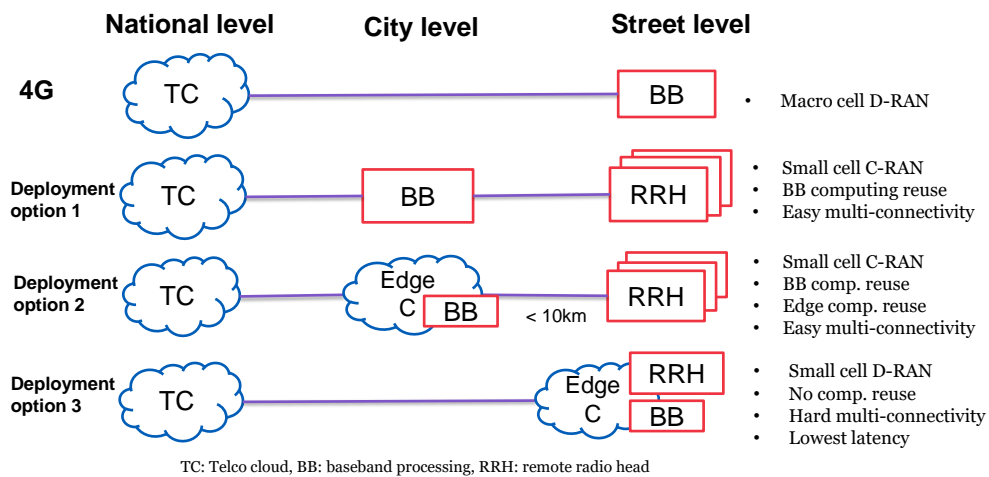 National level
City level
Street level
4G
TC
BB
• Macro cell D-RAN
Deployment
option 1
TC
BB
RRH
• Small cell C-RAN
• BB computing reuse
• Easy multi-connectivity
Deployment
option 2
TC
Edge
C
BB
< 10km
RRH
• Small cell C-RAN
• BB comp. reuse
• Edge comp. reuse
• Easy multi-connectivity
Deployment
option 3
TC
Edge
C
RRH
BB
• Small cell D-RAN
• No comp. reuse
• Hard multi-connectivity
• Lowest latency
TC: Telco cloud, BB: baseband processing, RRH: remote radio head